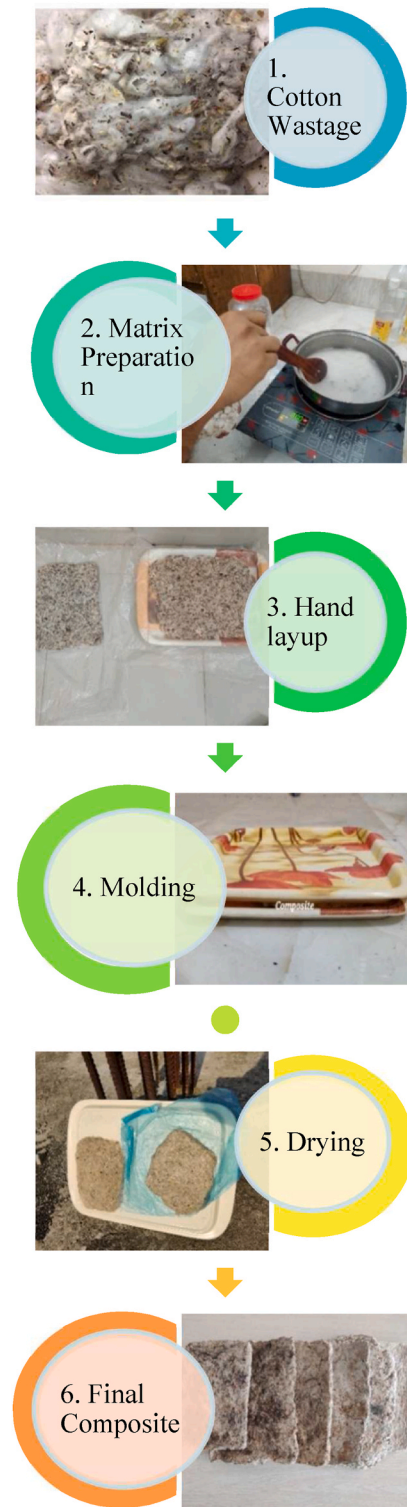 1.
Cotton
Wastage
2. Matrix
Preparatio
n
3. Hand
layup
4. Molding
Composite
5. Drying
6. Final
Composite